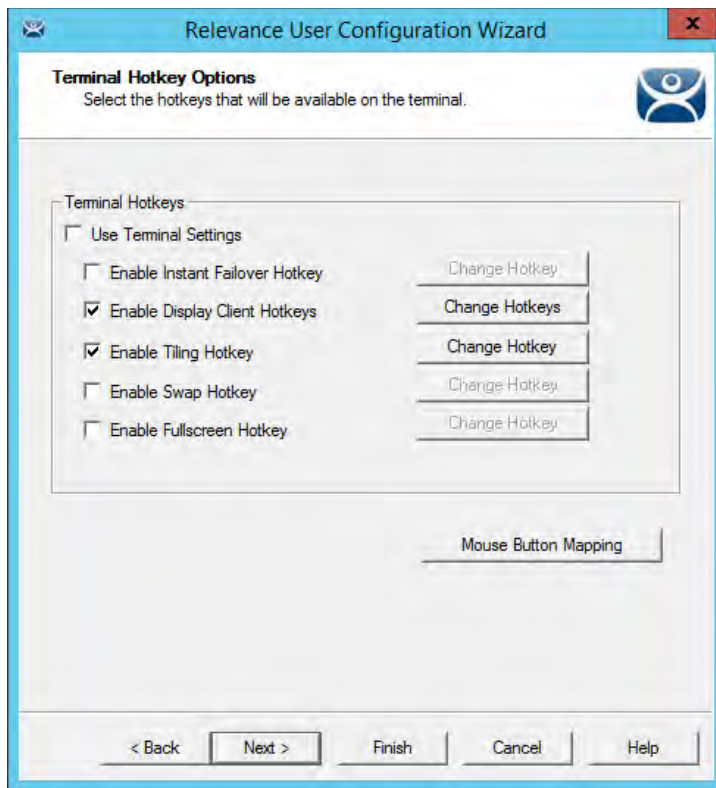 Relevance User Configuration Wizard
x
Terminal Hotkey Options
Select the hotkeys that will be available on the terminal.
Terminal Hotkeys
Use Terminal Settings
Enable Instant Failover Hotkey Change Hotkey
Enable Display Client Hotkeys Change Hotkeys
Enable Tiling Hotkey Change Hotkey
Enable Swap Hotkey Change Hotkey
Enable Fullscreen Hotkey Change Hotkey
Mouse Button Mapping
< Back Next > Finish Cancel Help